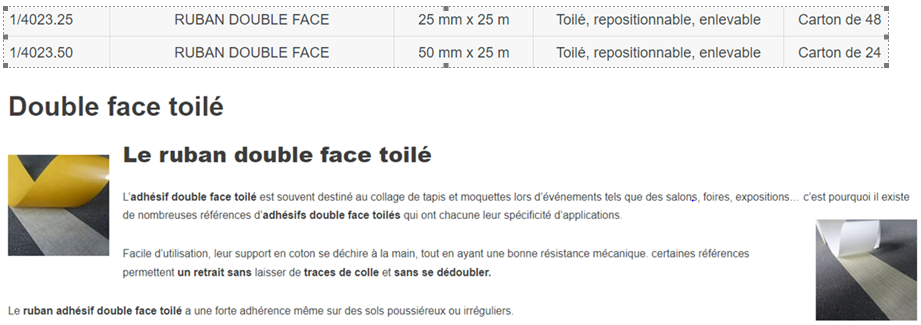 1/4023.25 RUBAN DOUBLE FACE 25 mm x 25 m Toilé, repositionnable, enlevable Carton de 48
1/4023.50 RUBAN DOUBLE FACE 50 mm x 25 m Toilé, repositionnable, enlevable Carton de 24
Double face toilé
Le ruban double face toilé
L'adhésif double face toilé est souvent destiné au collage de tapis et moquettes lors d'événements tels que des salons, foires, expositions… c'est pourquoi il existe
de nombreuses références d'adhésifs double face toilés qui ont chacune leur spécificité d'applications.
Facile d'utilisation, leur support en coton se déchire à la main, tout en ayant une bonne résistance mécanique. certaines références
permettent un retrait sans laisser de traces de colle et sans se dédoubler.
Le ruban adhésif double face toilé a une forte adhérence même sur des sols poussiéreux ou irréguliers.